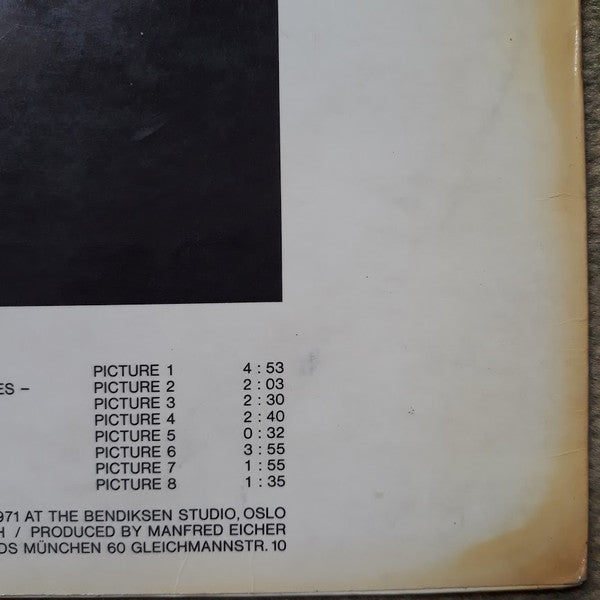 PICTURE 1 4 : 53
ES – PICTURE 2 2 : 03
PICTURE 3 2 : 30
PICTURE 4 2 : 40
PICTURE 5 0 : 32
PICTURE 6 3 : 55
PICTURE 7 1 : 55
PICTURE 8 1 : 35
971 AT THE BENDIKSEN STUDIO, OSLO
H / PRODUCED BY MANFRED EICHER
DS MÜNCHEN 60 GLEICHMANNSTR. 10